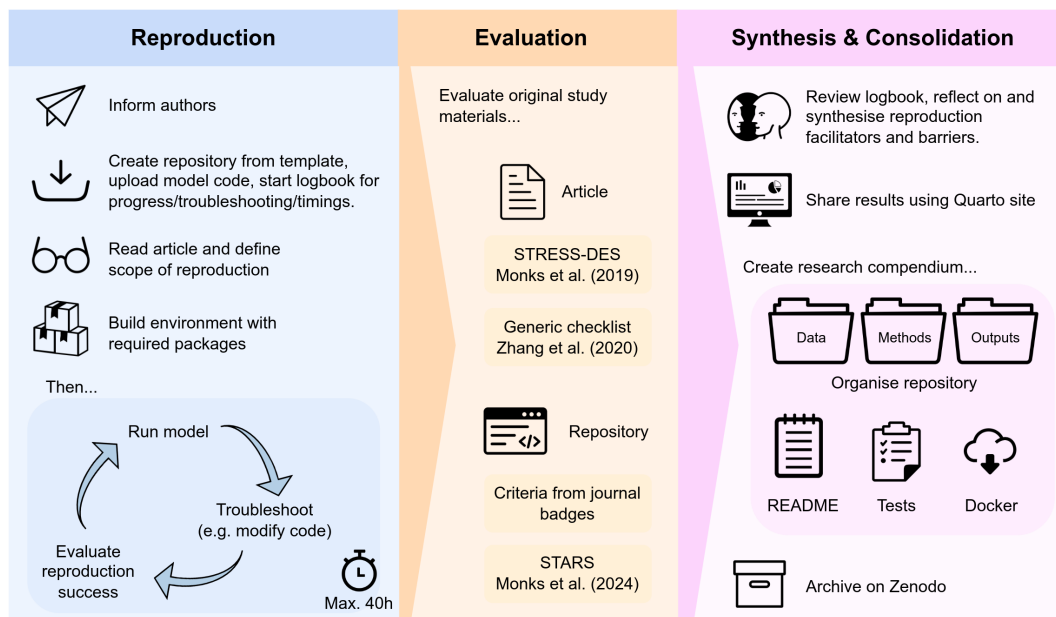 Reproduction
Inform authors
Create repository from template,
upload model code, start logbook for
progress/troubleshooting/timings.
Read article and define
scope of reproduction
Build environment with
required packages
Then...
Run model
Troubleshoot
(e.g. modify code)
Evaluate
reproduction
success
Max. 40h
Evaluation
Evaluate original study
materials...
Article
STRESS-DES
Monks et al. (2019)
Generic checklist
Zhang et al. (2020)
Repository
Criteria from journal
badges
STARS
Monks et al. (2024)
Synthesis & Consolidation
Review logbook, reflect on and
synthesise reproduction
facilitators and barriers.
Share results using Quarto site
Create research compendium...
Data
Methods
Outputs
Organise repository
README
Tests
Docker
Archive on Zenodo